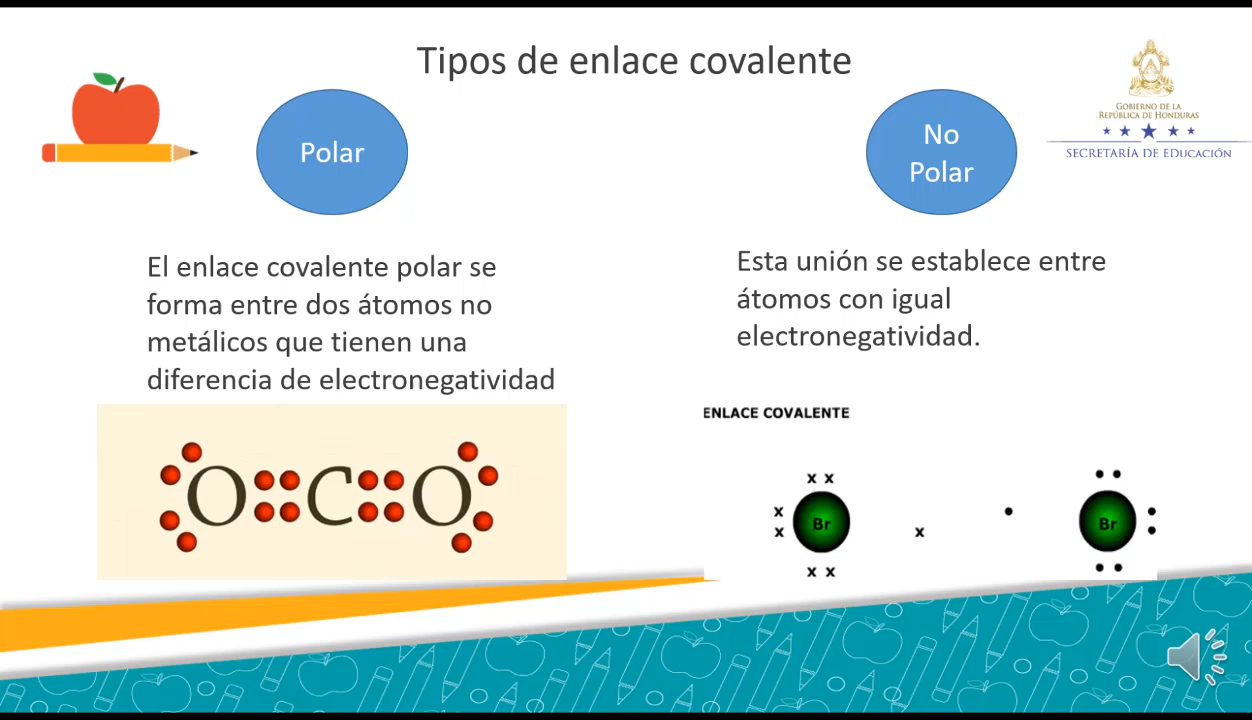 Tipos de enlace covalente
Polar
No
Polar
GOBIERNO DE LA
REPÚBLICA DE HONDURAS
SECRETARÍA DE EDUCACIÓN
El enlace covalente polar se
forma entre dos átomos no
metálicos que tienen una
diferencia de electronegatividad
Esta unión se establece entre
átomos con igual
electronegatividad.
O C O
ENLACE COVALENTE
x x
x
x
Br
x x
x
Br